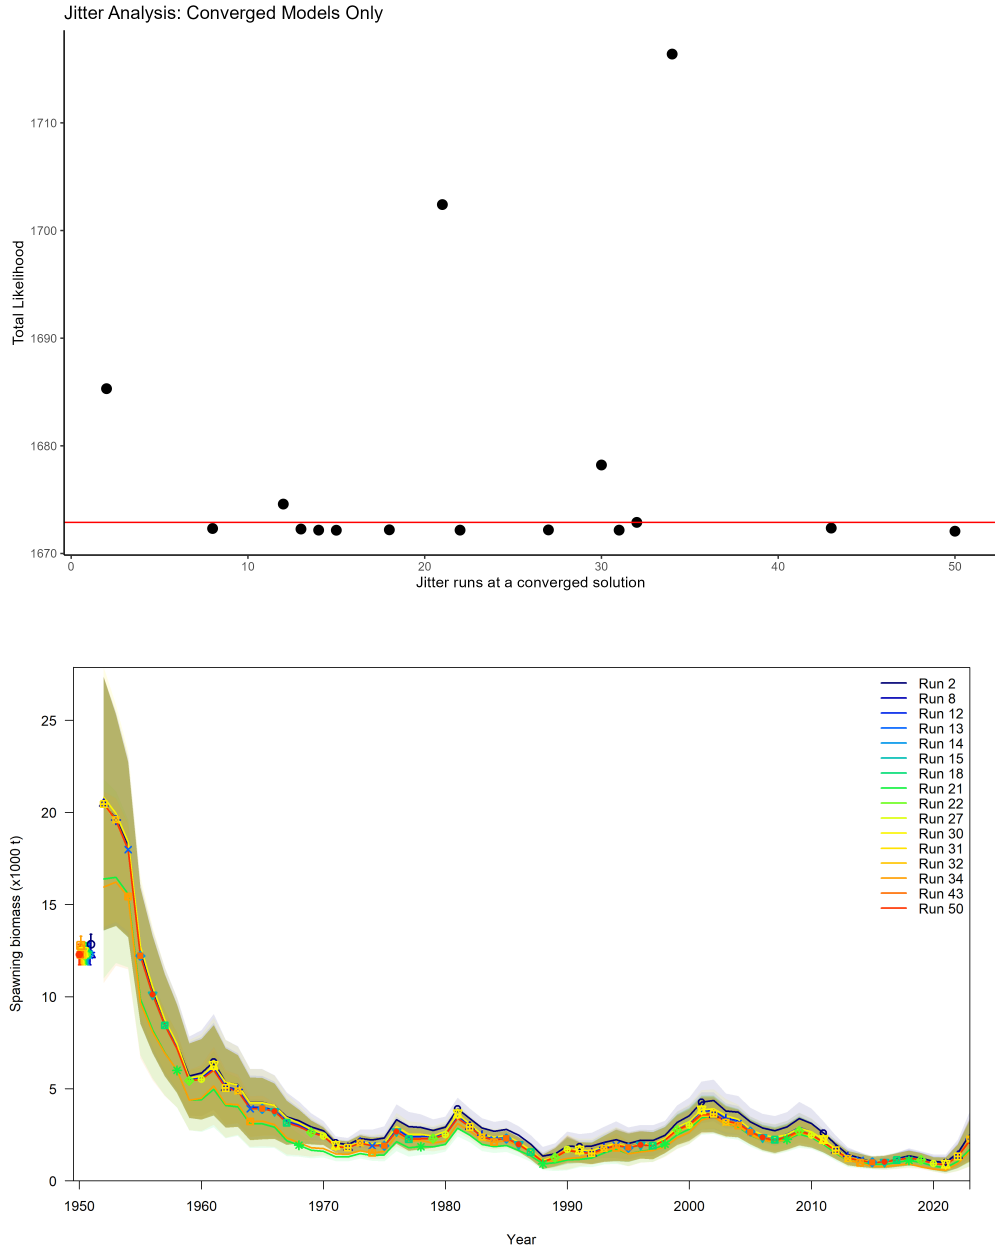 Jitter Analysis: Converged Models Only
Total Likelihood
1710
1700
1690
1680
1670
0 10 20 30 40 50
Jitter runs at a converged solution
Spawning biomass (x1000 t)
25
20
15
10
5
0
Run 2
Run 8
Run 12
Run 13
Run 14
Run 15
Run 18
Run 21
Run 22
Run 27
Run 30
Run 31
Run 32
Run 34
Run 43
Run 50
1950 1960 1970 1980 1990 2000 2010 2020
Year